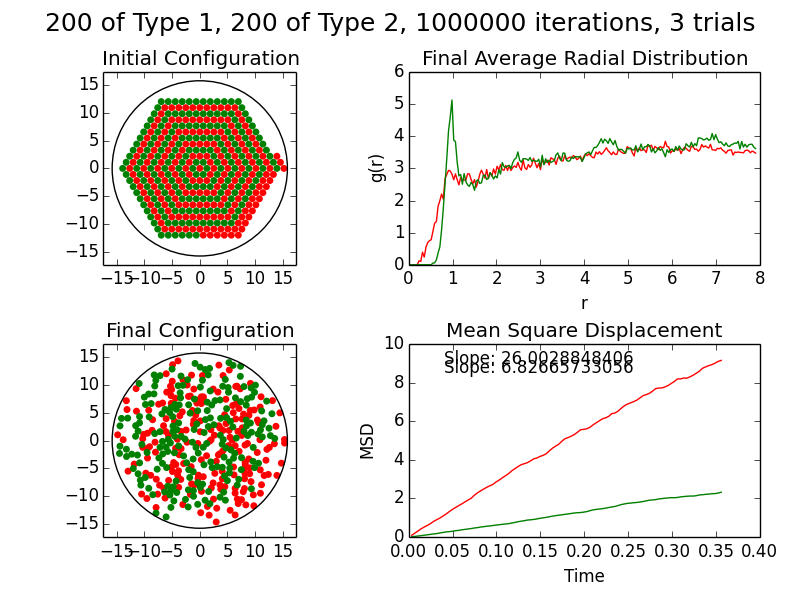 200 of Type 1, 200 of Type 2, 1000000 iterations, 3 trials
Initial Configuration
15
10
5
0
−5
−10
−15
−15 −10 −5 0 5 10 15
Final Average Radial Distribution
g(r)
6
5
4
3
2
1
0
0 1 2 3 4 5 6 7 8
r
Final Configuration
15
10
5
0
−5
−10
−15
−15 −10 −5 0 5 10 15
Mean Square Displacement
Slope: 26.0028848406
Slope: 6.82665733056
MSD
10
8
6
4
2
0
0.00 0.05 0.10 0.15 0.20 0.25 0.30 0.35 0.40
Time